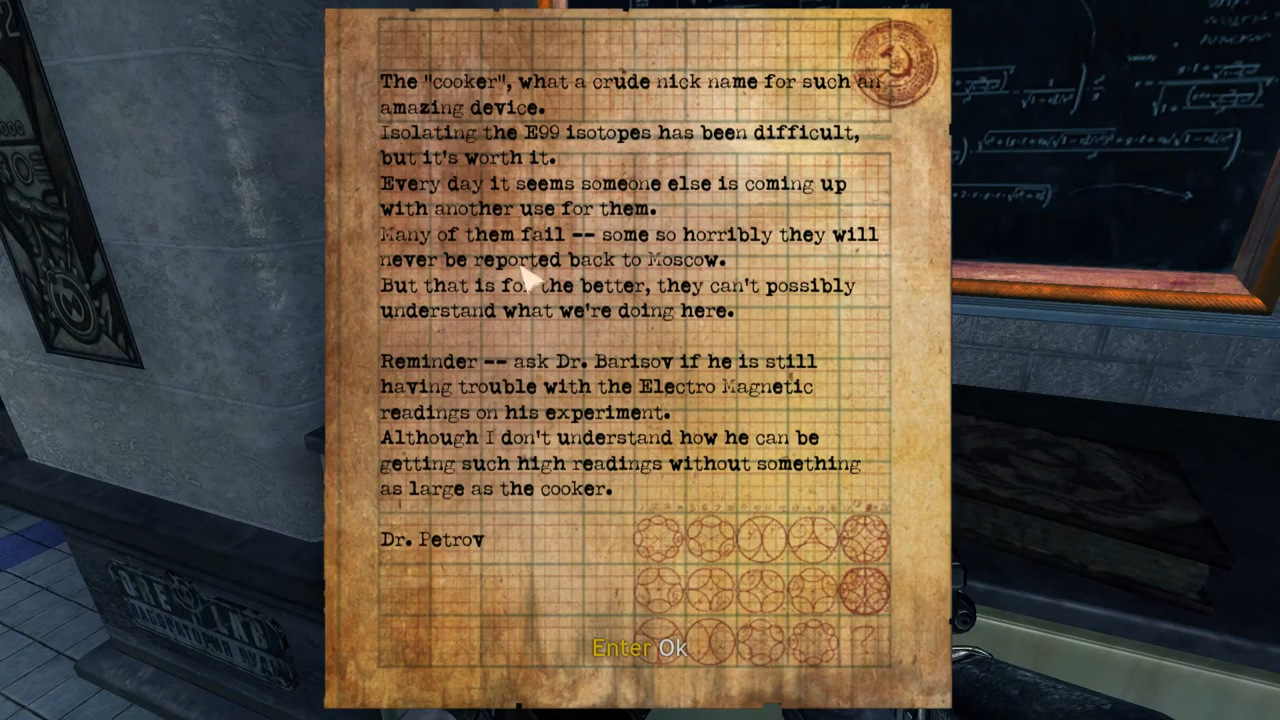 The "cooker", what a crude nick name for such an
amazing device.
Isolating the E99 isotopes has been difficult,
but it's worth it.
Every day it seems someone else is coming up
with another use for them.
Many of them fail -- some so horribly they will
never be reported back to Moscow.
But that is for the better, they can't possibly
understand what we're doing here.
Reminder -- ask Dr. Barisov if he is still
having trouble with the Electro Magnetic
readings on his experiment.
Although I don't understand how he can be
getting such high readings without something
as large as the cooker.
Dr. Petrov
Enter Ok
ORE LAB
ЛАБОРАТОРИЯ РУДЫ